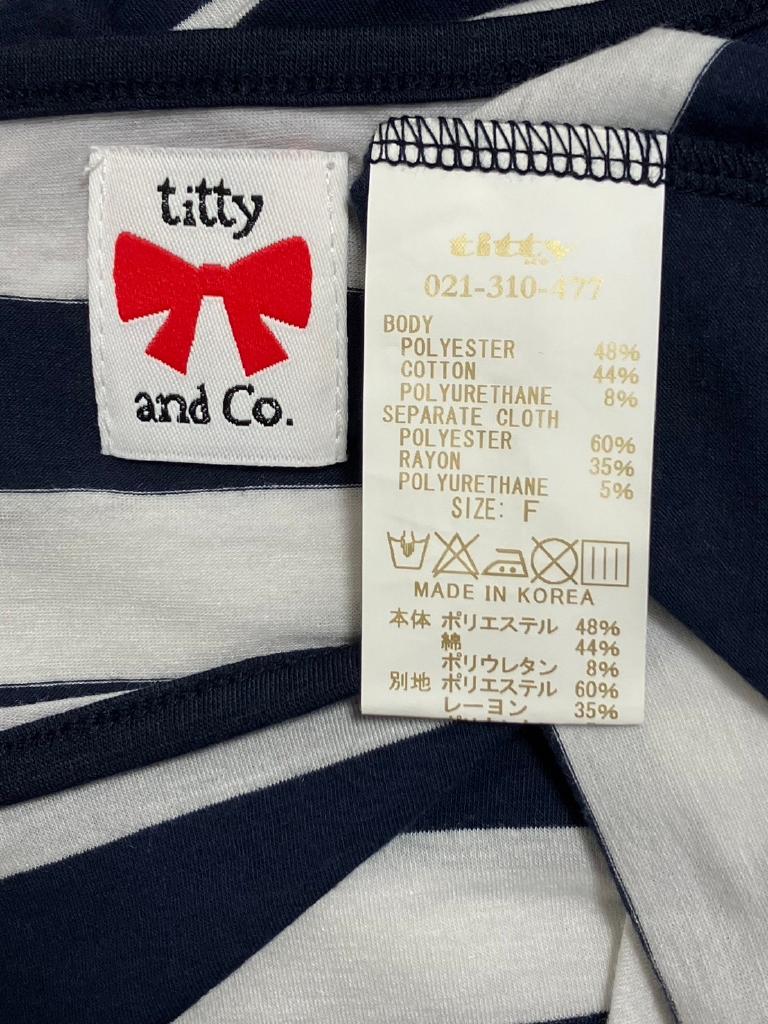 titty
and Co.
titty
&Co
021-310-477
BODY
POLYESTER 48%
COTTON 44%
POLYURETHANE 8%
SEPARATE CLOTH
POLYESTER 60%
RAYON 35%
POLYURETHANE 5%
SIZE: F
MADE IN KOREA
本体 ポリエステル 48%
綿 44%
ポリウレタン 8%
別地 ポリエステル 60%
レーヨン 35%